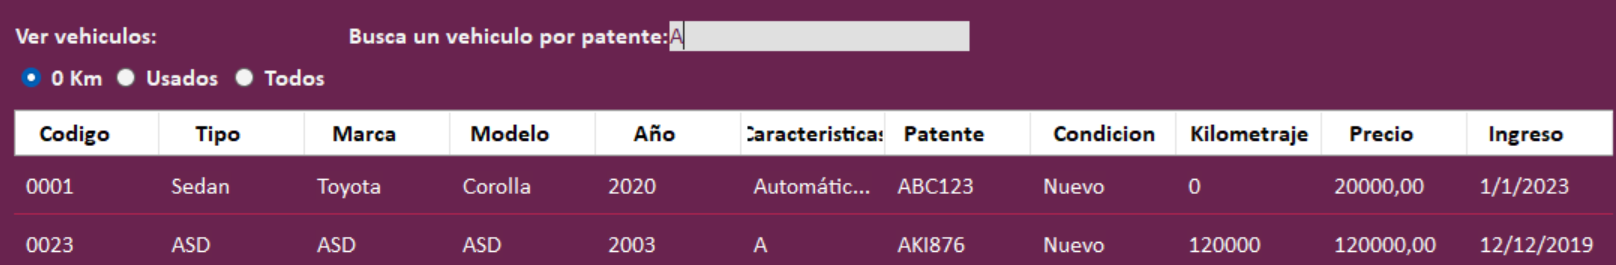 Ver vehiculos: Busca un vehiculo por patente: A
0 Km Usados Todos
Codigo Tipo Marca Modelo Año Caracteristicas Patente Condicion Kilometraje Precio Ingreso
0001 Sedan Toyota Corolla 2020 Automátic... ABC123 Nuevo 0 20000,00 1/1/2023
0023 ASD ASD ASD 2003 A AKI876 Nuevo 120000 120000,00 12/12/2019